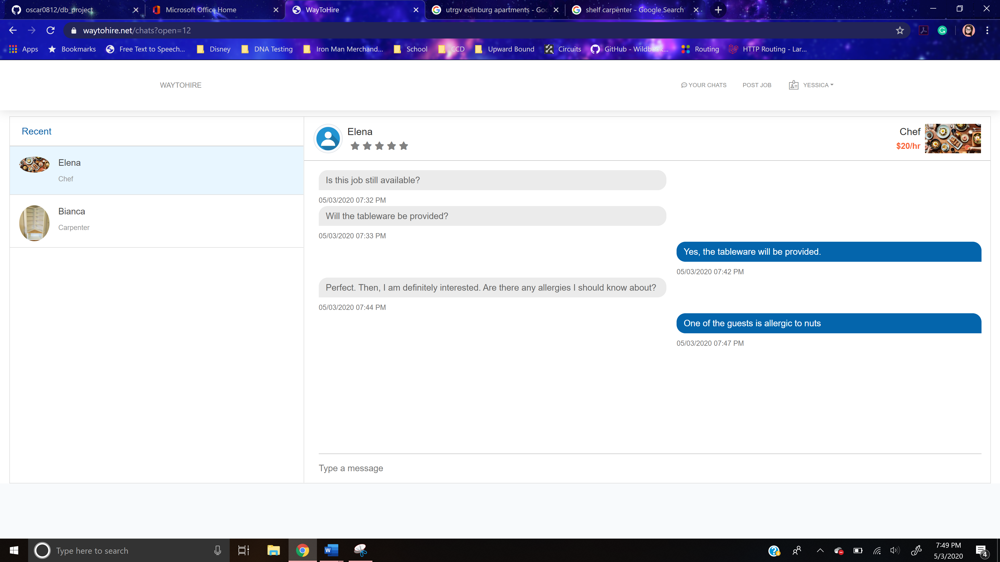 oscar0812/db_project
Microsoft Office Home
WayToHire
utrgv edinburg apartments - Goo
shelf carpenter - Google Search
waytohire.net/chats?open=12
Apps
Bookmarks
Free Text to Speech...
Disney
DNA Testing
Iron Man Merchand...
School
CCD
Upward Bound
Circuits
GitHub - Wildbook...
Routing
HTTP Routing - Lar...
WAYTOHIRE
YOUR CHATS
POST JOB
YESSICA
Recent
Elena
Chef
Bianca
Carpenter
Elena
Chef
$20/hr
Is this job still available?
05/03/2020 07:32 PM
Will the tableware be provided?
05/03/2020 07:33 PM
Yes, the tableware will be provided.
05/03/2020 07:42 PM
Perfect. Then, I am definitely interested. Are there any allergies I should know about?
05/03/2020 07:44 PM
One of the guests is allergic to nuts
05/03/2020 07:47 PM
Type a message
Type here to search
7:49 PM
5/3/2020
4